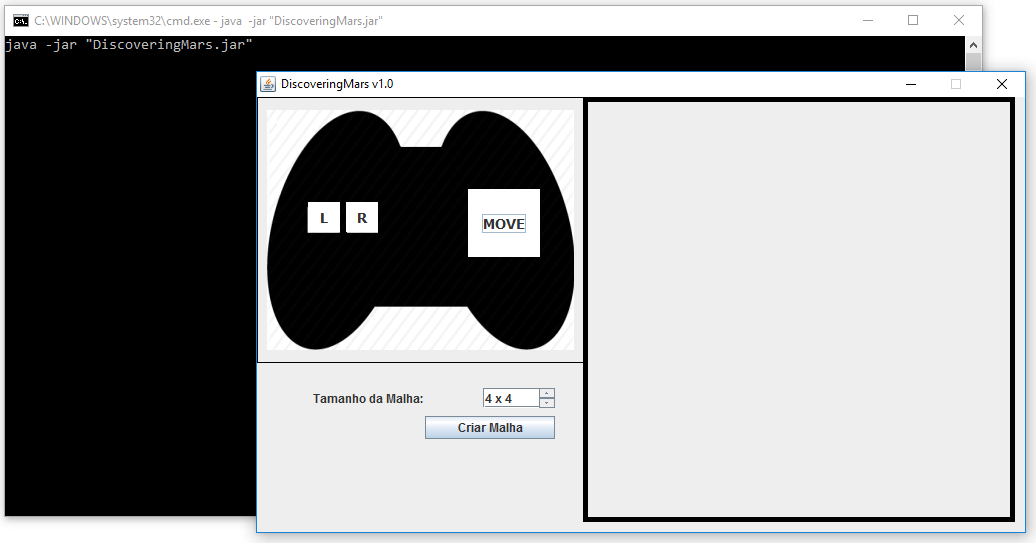 C:\WINDOWS\system32\cmd.exe - java -jar "DiscoveringMars.jar"
java -jar "DiscoveringMars.jar"
DiscoveringMars v1.0
L R MOVE
Tamanho da Malha: 4 x 4
Criar Malha